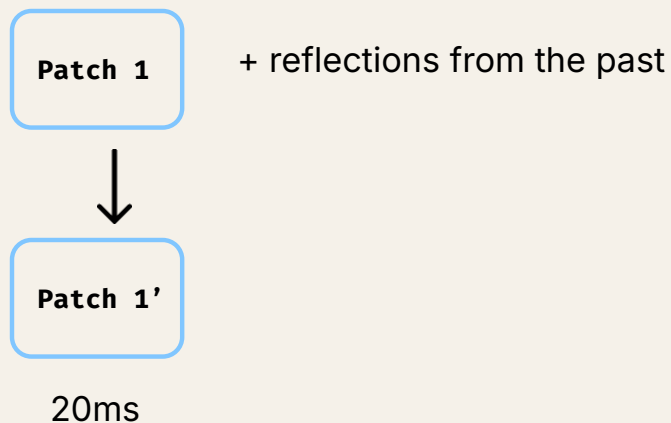 Patch 1
+ reflections from the past
Patch 1’
20ms